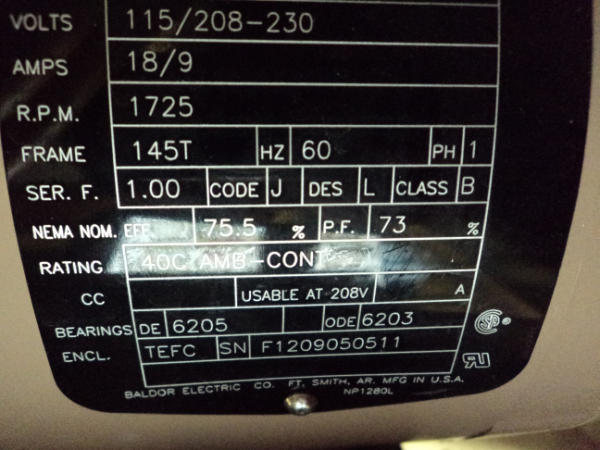 VOLTS 115/208-230
AMPS 18/9
R.P.M. 1725
FRAME 145T HZ 60 PH 1
SER. F. 1.00 CODE J DES L CLASS B
NEMA NOM. EFF. 75.5 % P.F. 73 %
RATING 40C AMB-CONT
CC USABLE AT 208V A
BEARINGS DE 6205 ODE 6203
ENCL. TEFC SN F1209050511
BALDOR ELECTRIC CO. FT. SMITH, AR. MFG IN U.S.A.
NP1280L